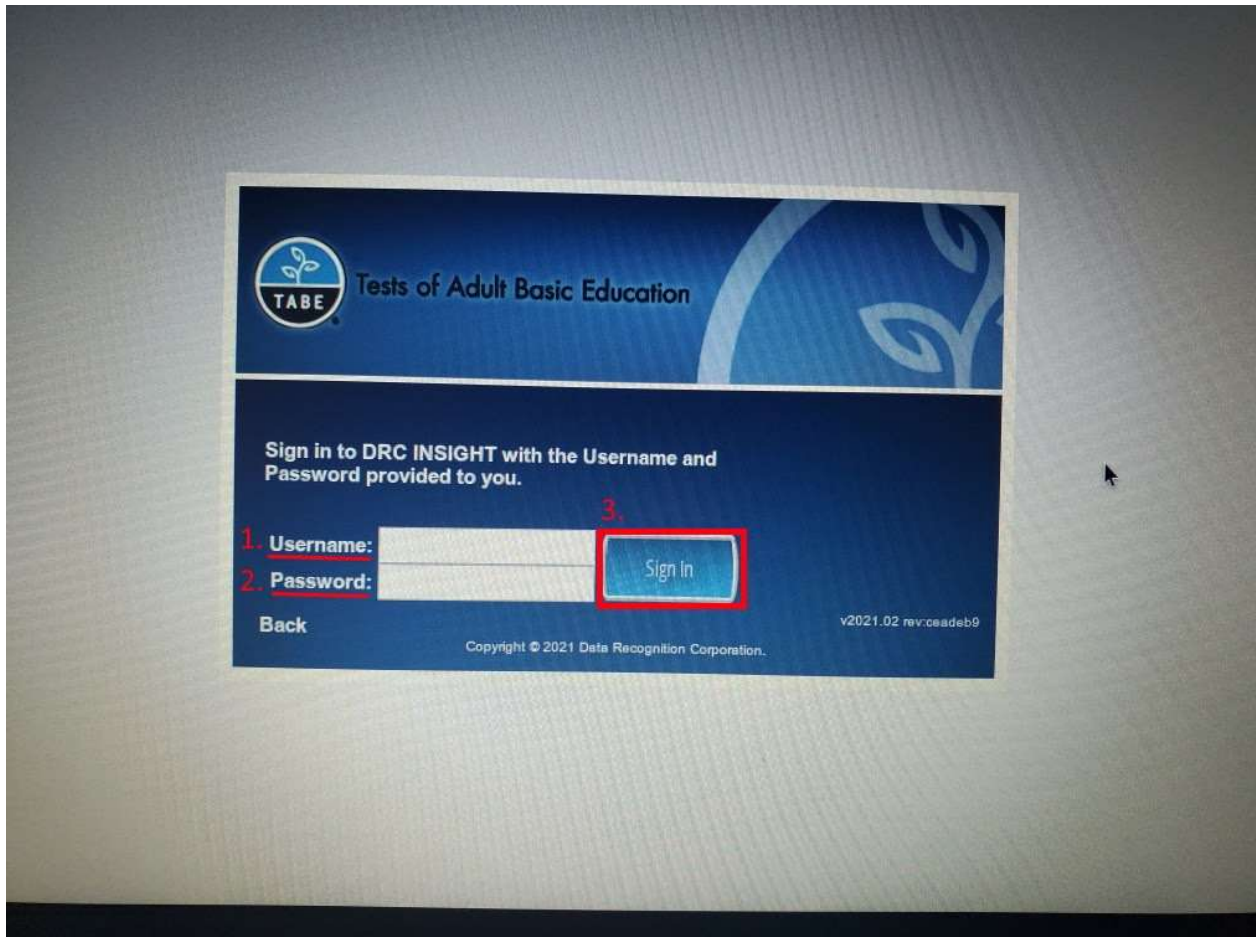 TABE
Tests of Adult Basic Education
Sign in to DRC INSIGHT with the Username and
Password provided to you.
3.
1. Username:
Sign In
2. Password:
Back
v2021.02 rev:ceadeb9
Copyright © 2021 Data Recognition Corporation.